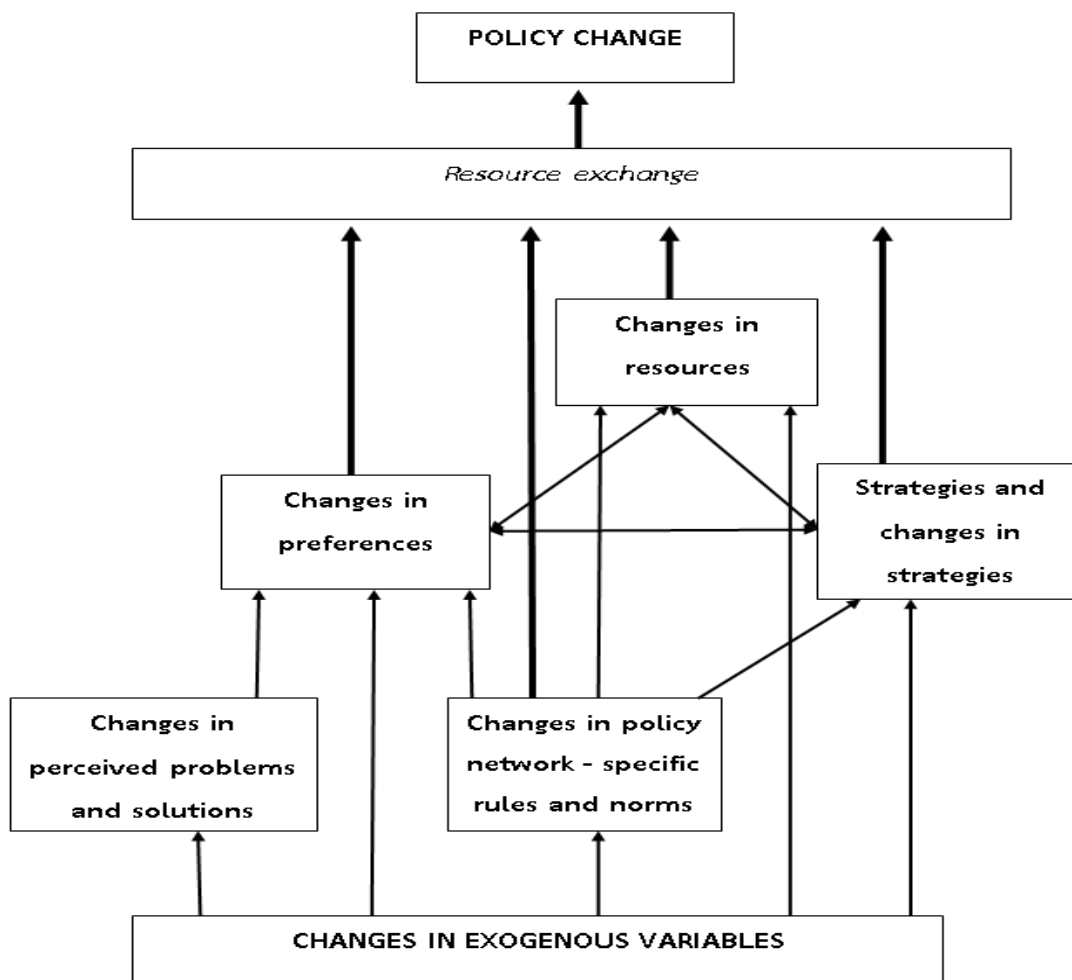 POLICY CHANGE
Resource exchange
Changes in
resources
Changes in
preferences
Strategies and
changes in
strategies
Changes in
perceived problems
and solutions
Changes in policy
network - specific
rules and norms
CHANGES IN EXOGENOUS VARIABLES